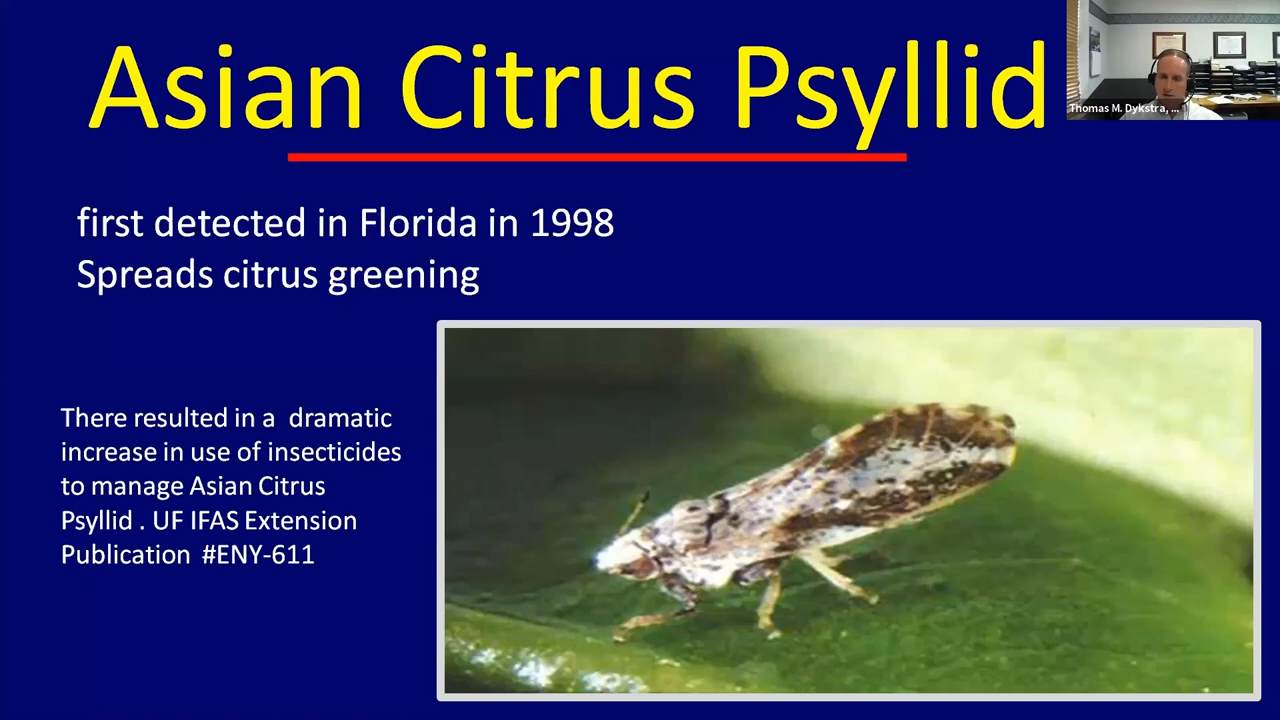 Asian Citrus Psyllid
Thomas M. Dykstra, ...
first detected in Florida in 1998
Spreads citrus greening
There resulted in a  dramatic
increase in use of insecticides
to manage Asian Citrus
Psyllid . UF IFAS Extension
Publication  #ENY-611